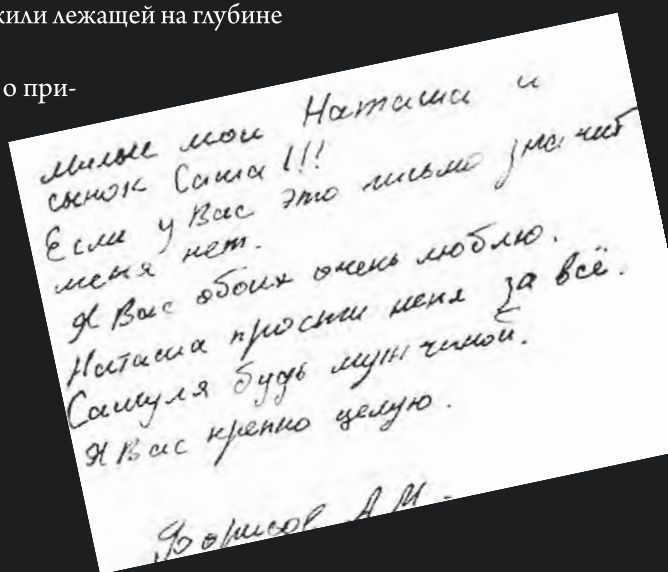 жили лежащей на глубине
о при-
милые мои Наташа и
сынок Саша!!!
Если у Вас это письмо значит
меня нет.
Я Вас обоих очень люблю.
Наташа прости меня за всё.
Сашуля будь мужчиной.
Я Вас крепко целую.
Борисов А.М.